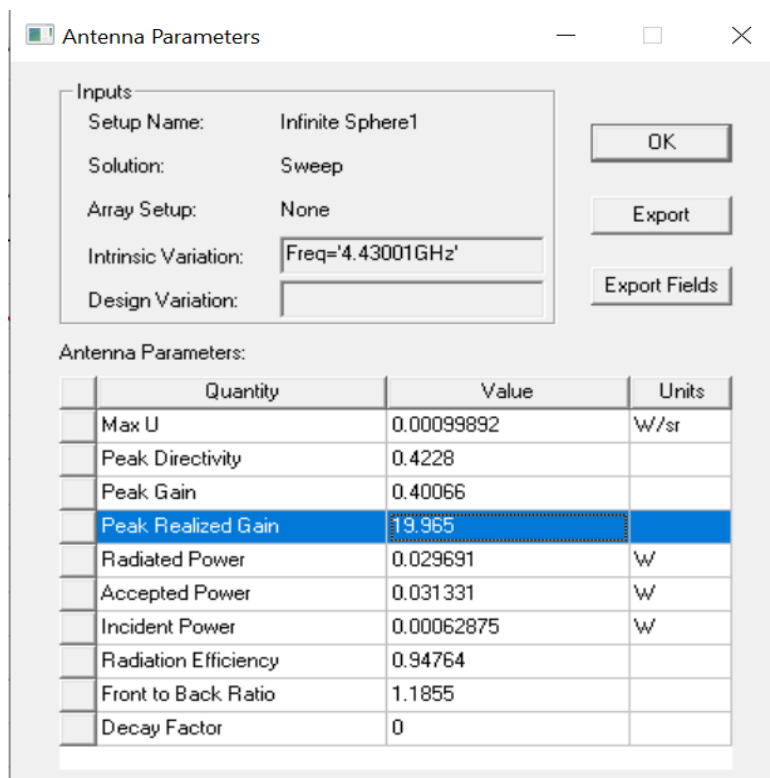 Antenna Parameters
Inputs
Setup Name: Infinite Sphere1
OK
Solution: Sweep
Array Setup: None
Export
Intrinsic Variation: Freq='4.43001GHz'
Export Fields
Design Variation:
Antenna Parameters:
Quantity Value Units
Max U 0.00099892 W/sr
Peak Directivity 0.4228
Peak Gain 0.40066
Peak Realized Gain 19.965
Radiated Power 0.029691 W
Accepted Power 0.031331 W
Incident Power 0.00062875 W
Radiation Efficiency 0.94764
Front to Back Ratio 1.1855
Decay Factor 0